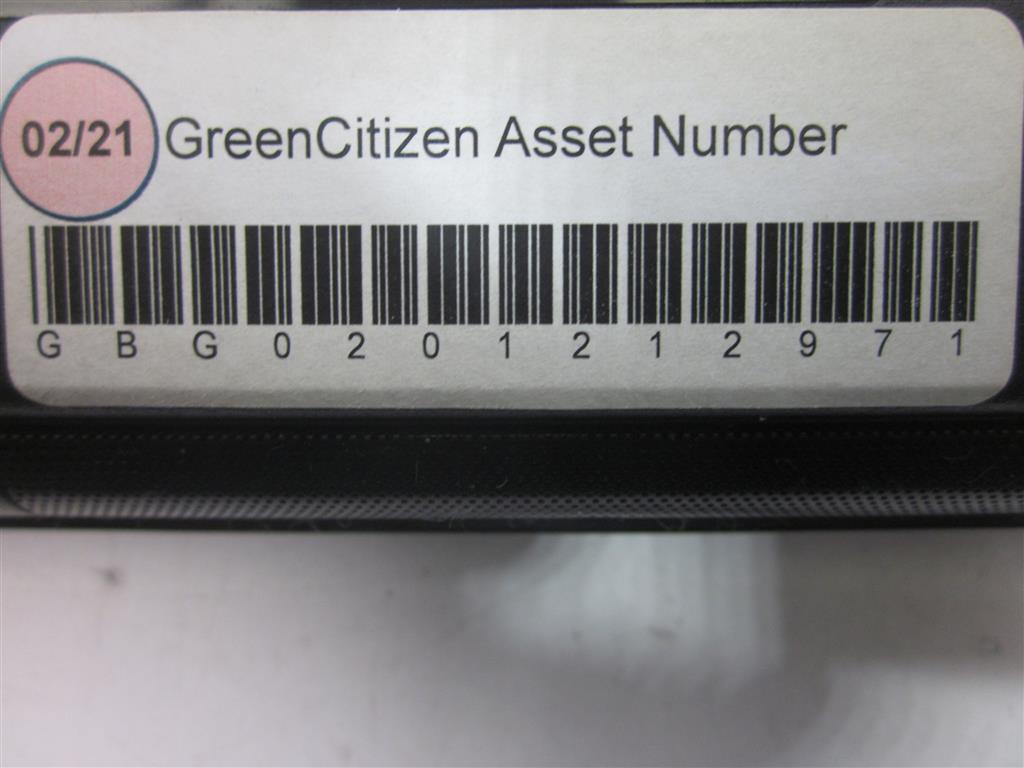 02/21 GreenCitizen Asset Number
G B G 0 2 0 1 2 1 2 9 7 1